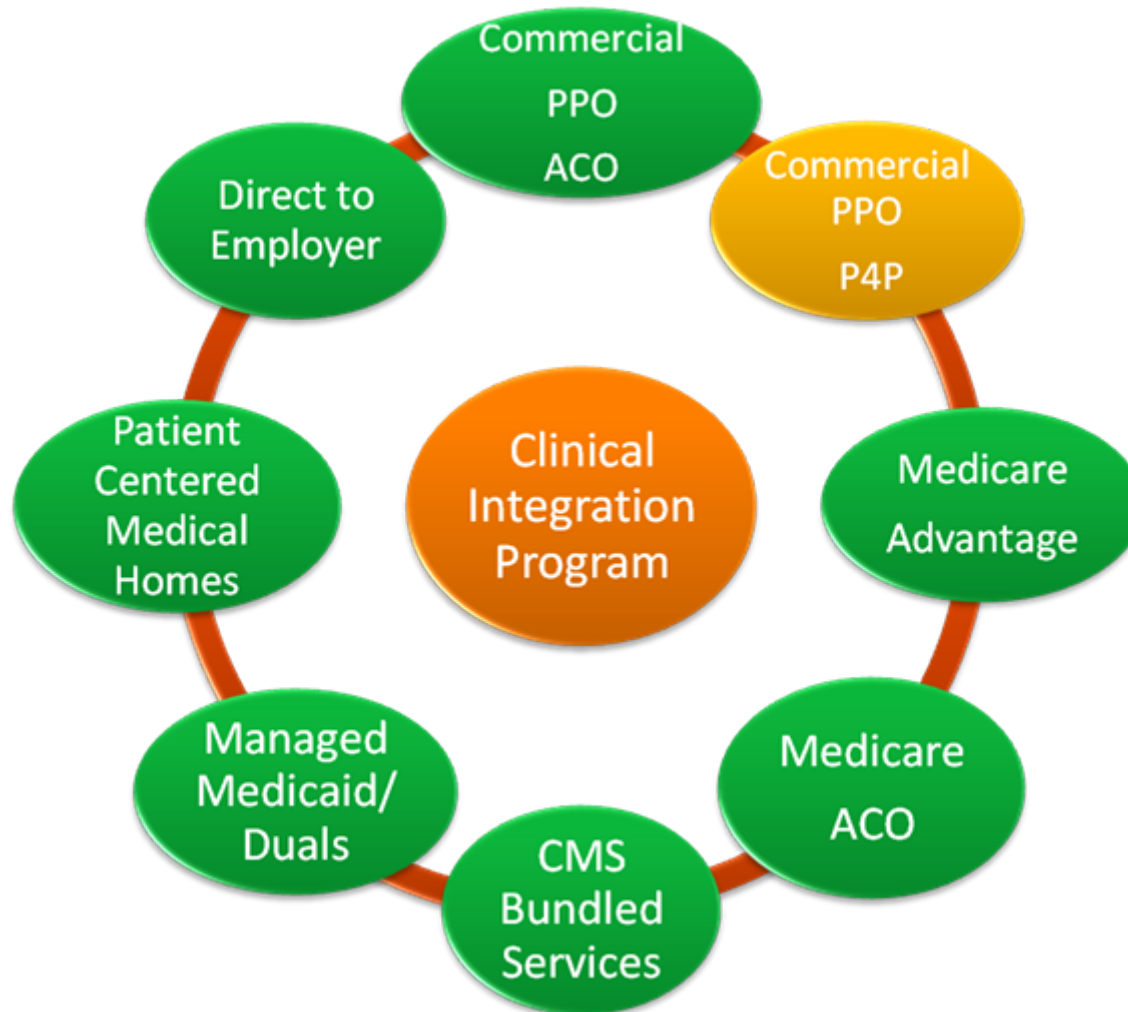 Commercial
PPO
ACO
Commercial
PPO
P4P
Medicare
Advantage
Medicare
ACO
CMS
Bundled
Services
Managed
Medicaid/
Duals
Patient
Centered
Medical
Homes
Direct to
Employer
Clinical
Integration
Program